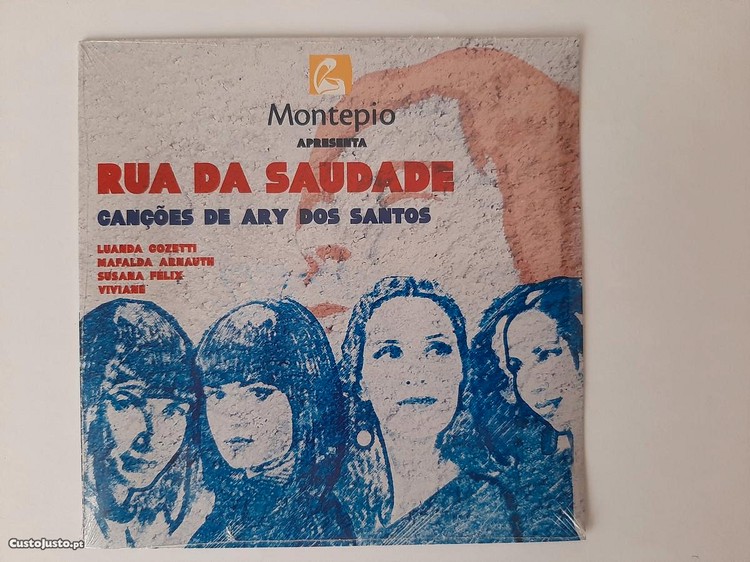 Montepio
APRESENTA
RUA DA SAUDADE
CANÇÕES DE ARY DOS SANTOS
LUANDA COZETTI
MAFALDA ARNAUTH
SUSANA FÉLIX
VIVIANE
CustoJusto.pt